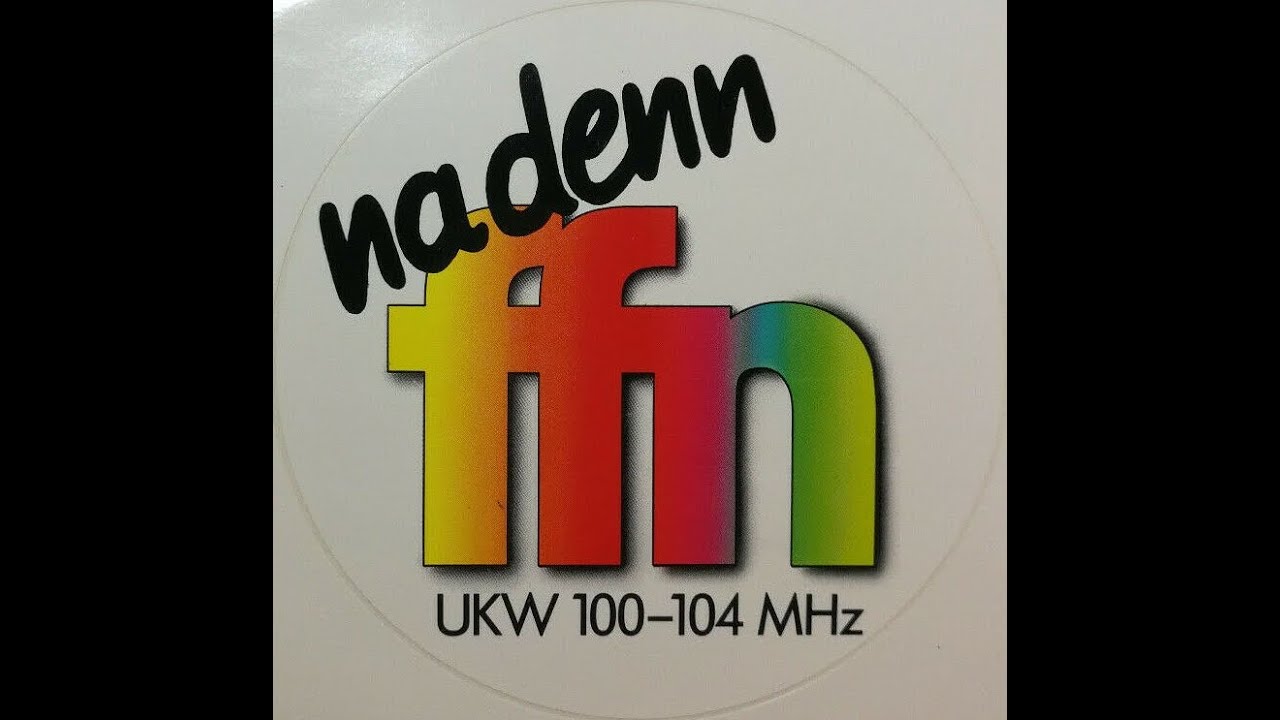 na denn
ffn
UKW 100–104 MHz